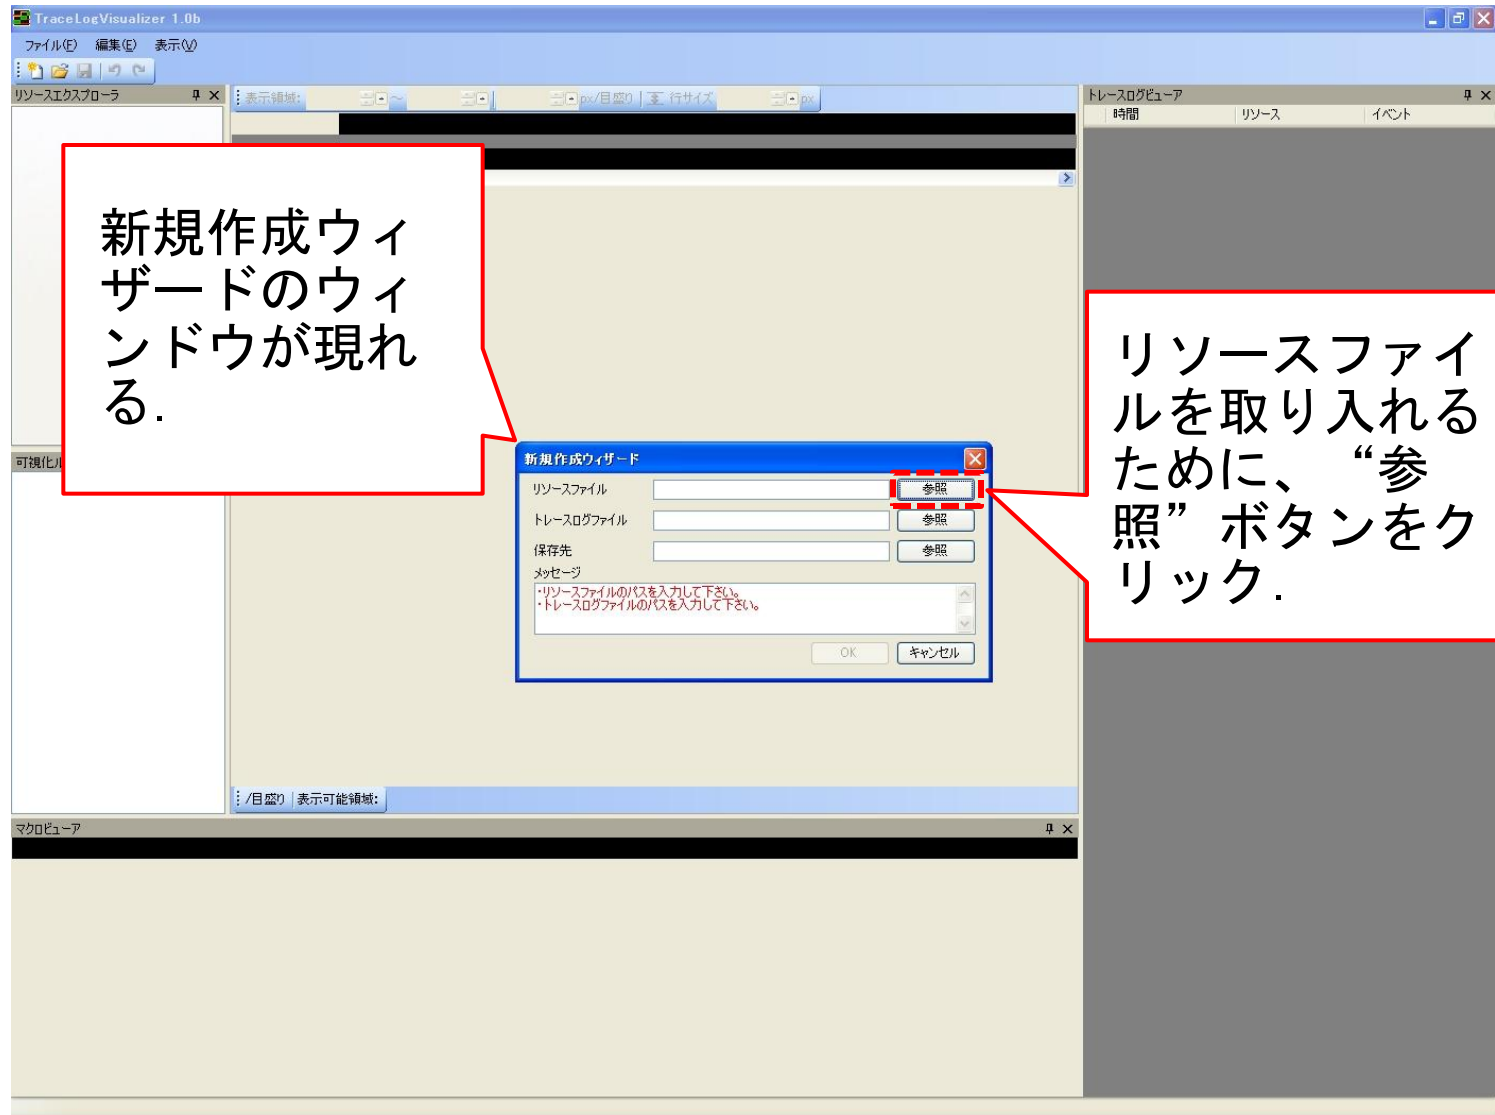 TraceLogVisualizer 1.0b
ファイル(F) 編集(E) 表示(V)
リソースエクスプローラ
表示領域: ～ px/目盛り 行サイズ px
トレースログビューア
時間 リソース イベント
新規作成ウィ
ザードのウィ
ンドウが現れ
る.
リソースファイ
ルを取り入れる
ために、“参
照”ボタンをク
リック.
可視化ル
新規作成ウィザード
リソースファイル 参照
トレースログファイル 参照
保存先 参照
メッセージ
・リソースファイルのパスを入力して下さい。
・トレースログファイルのパスを入力して下さい。
OK キャンセル
/目盛り 表示可能領域:
マクロビューア